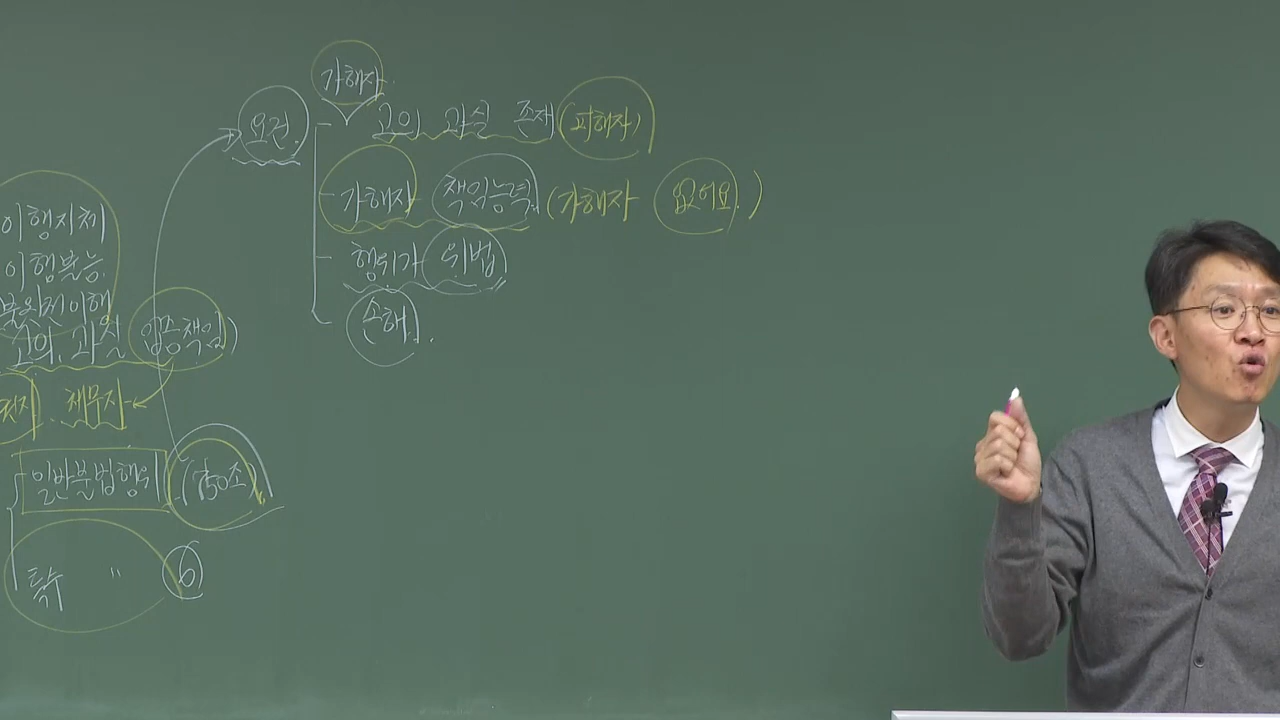 가해자
요건
고의 과실 존재 (피해자)
가해자 책임능력 (가해자 없어요.)
행위가 위법
손해.
이행지체
이행불능
불완전이행
고의. 과실 입증책임)
채무자
일반불법행위 (750조)
특수 〃 ⑥